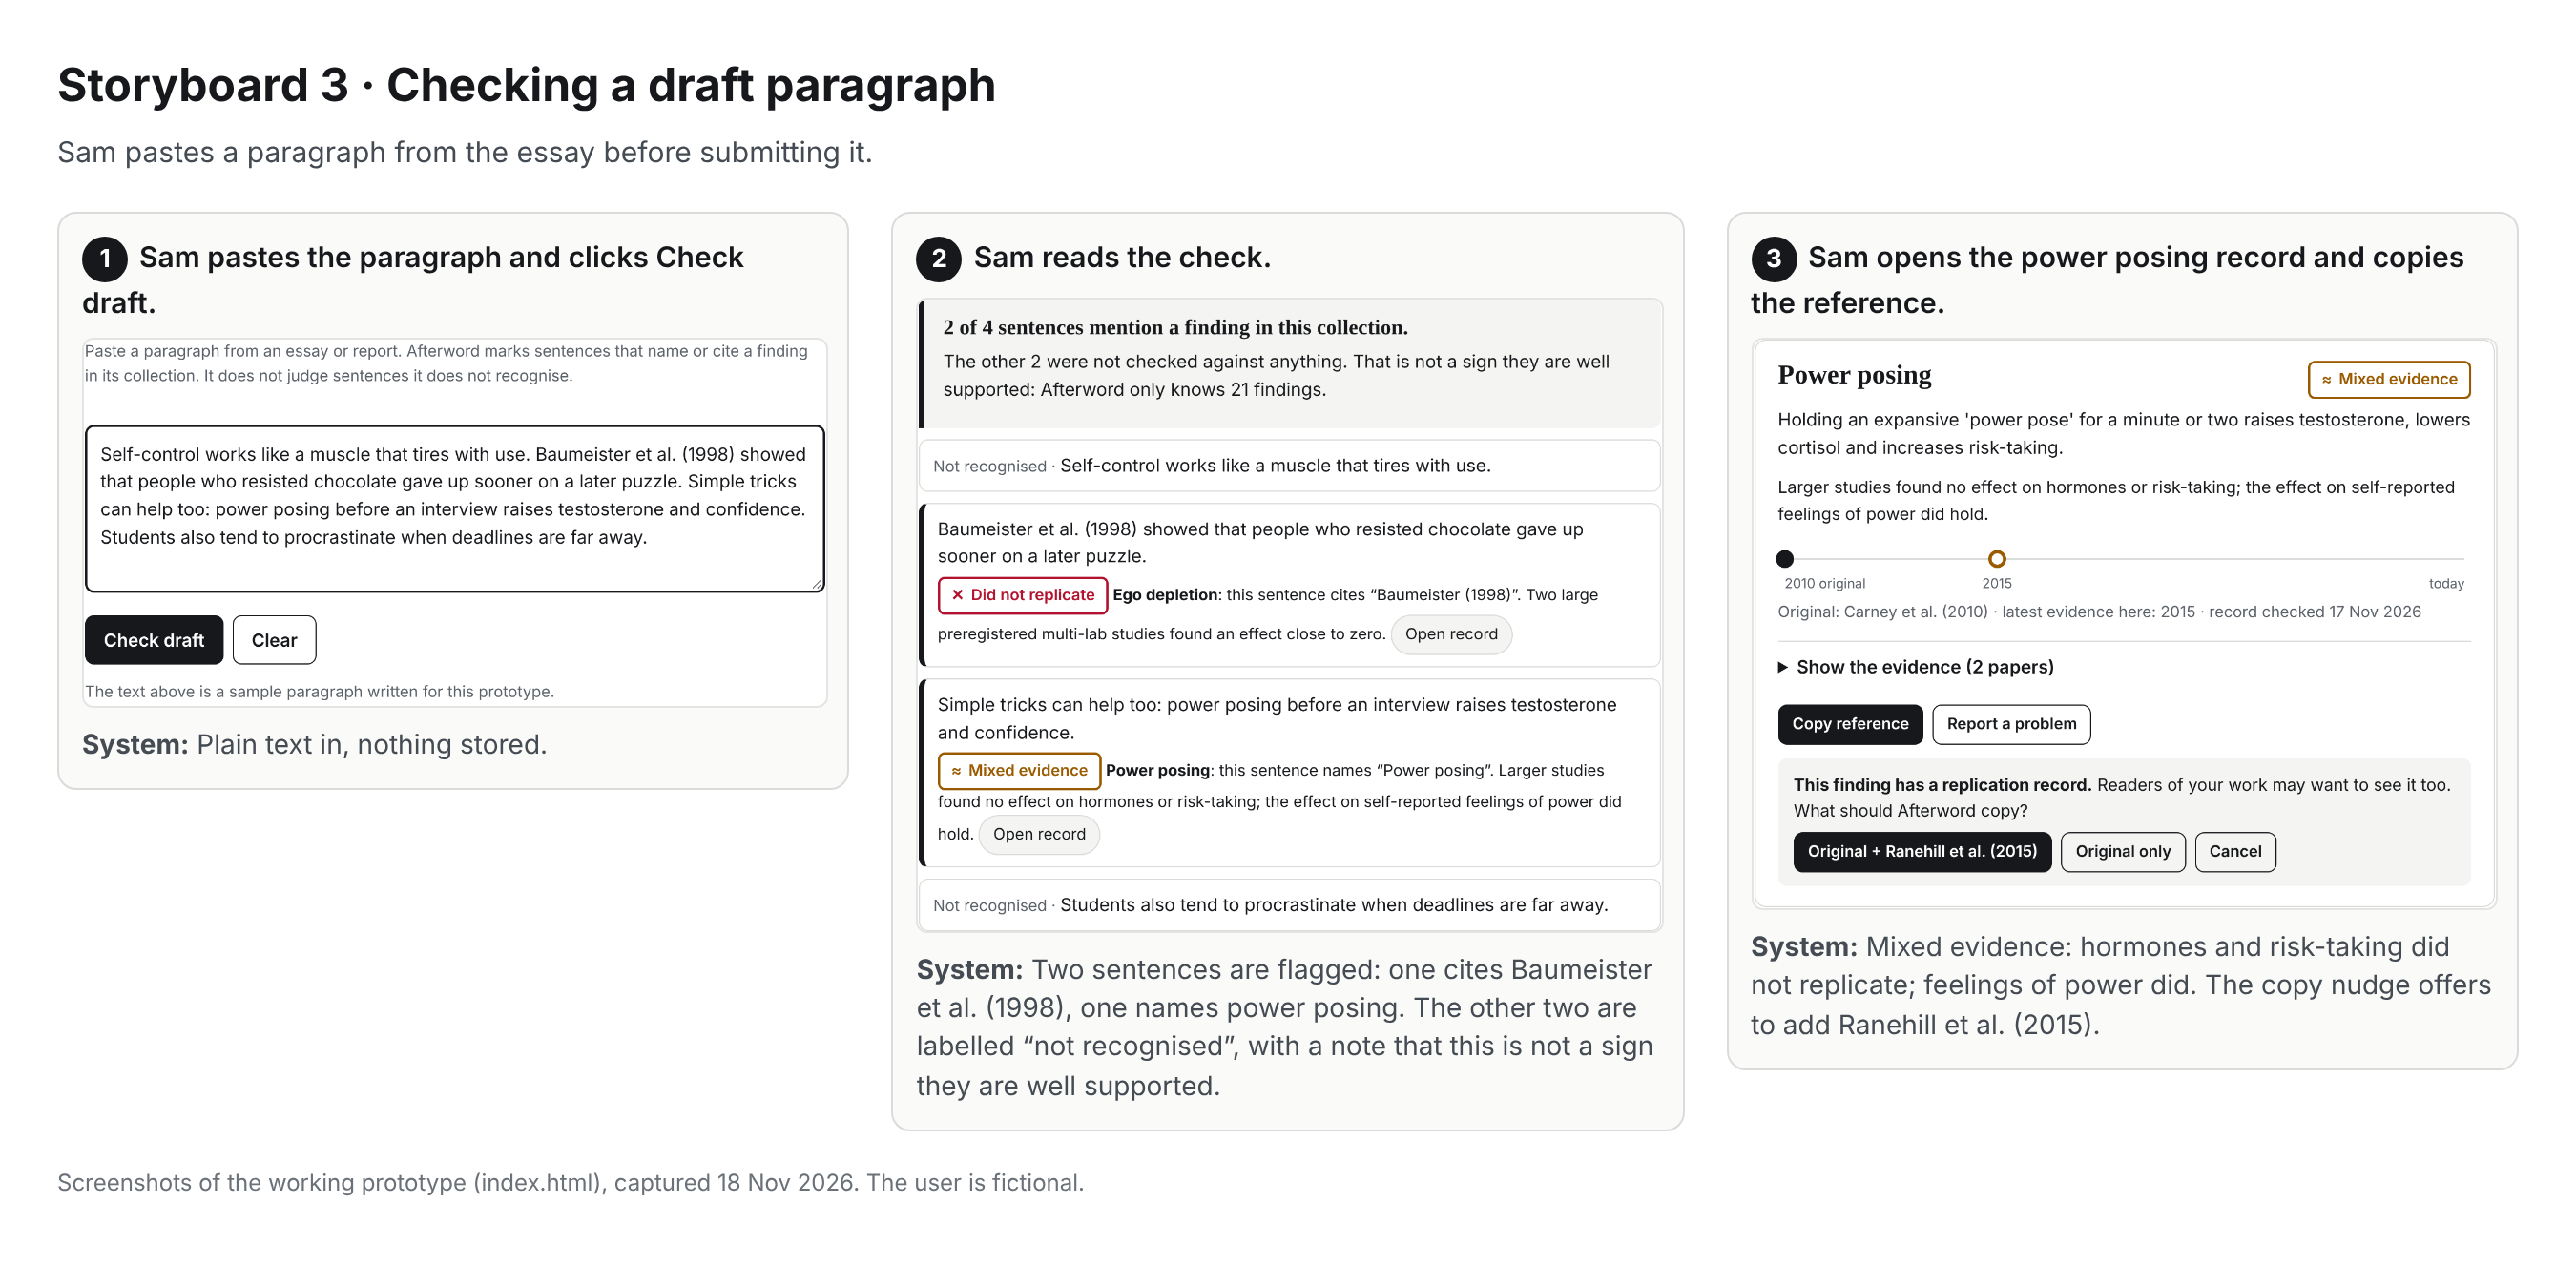 Storyboard 3 · Checking a draft paragraph
Sam pastes a paragraph from the essay before submitting it.
1 Sam pastes the paragraph and clicks Check
draft.
Paste a paragraph from an essay or report. Afterword marks sentences that name or cite a finding
in its collection. It does not judge sentences it does not recognise.
Self-control works like a muscle that tires with use. Baumeister et al. (1998) showed
that people who resisted chocolate gave up sooner on a later puzzle. Simple tricks
can help too: power posing before an interview raises testosterone and confidence.
Students also tend to procrastinate when deadlines are far away.
Check draft Clear
The text above is a sample paragraph written for this prototype.
System: Plain text in, nothing stored.
2 Sam reads the check.
2 of 4 sentences mention a finding in this collection.
The other 2 were not checked against anything. That is not a sign they are well
supported: Afterword only knows 21 findings.
Not recognised · Self-control works like a muscle that tires with use.
Baumeister et al. (1998) showed that people who resisted chocolate gave up
sooner on a later puzzle.
✕ Did not replicate Ego depletion: this sentence cites “Baumeister (1998)”. Two large
preregistered multi-lab studies found an effect close to zero. Open record
Simple tricks can help too: power posing before an interview raises testosterone
and confidence.
≈ Mixed evidence Power posing: this sentence names “Power posing”. Larger studies
found no effect on hormones or risk-taking; the effect on self-reported feelings of power did
hold. Open record
Not recognised · Students also tend to procrastinate when deadlines are far away.
System: Two sentences are flagged: one cites Baumeister
et al. (1998), one names power posing. The other two are
labelled “not recognised”, with a note that this is not a sign
they are well supported.
3 Sam opens the power posing record and copies
the reference.
Power posing
≈ Mixed evidence
Holding an expansive 'power pose' for a minute or two raises testosterone, lowers
cortisol and increases risk-taking.
Larger studies found no effect on hormones or risk-taking; the effect on self-reported
feelings of power did hold.
2010 original 2015 today
Original: Carney et al. (2010) · latest evidence here: 2015 · record checked 17 Nov 2026
▶ Show the evidence (2 papers)
Copy reference Report a problem
This finding has a replication record. Readers of your work may want to see it too.
What should Afterword copy?
Original + Ranehill et al. (2015) Original only Cancel
System: Mixed evidence: hormones and risk-taking did
not replicate; feelings of power did. The copy nudge offers
to add Ranehill et al. (2015).
Screenshots of the working prototype (index.html), captured 18 Nov 2026. The user is fictional.